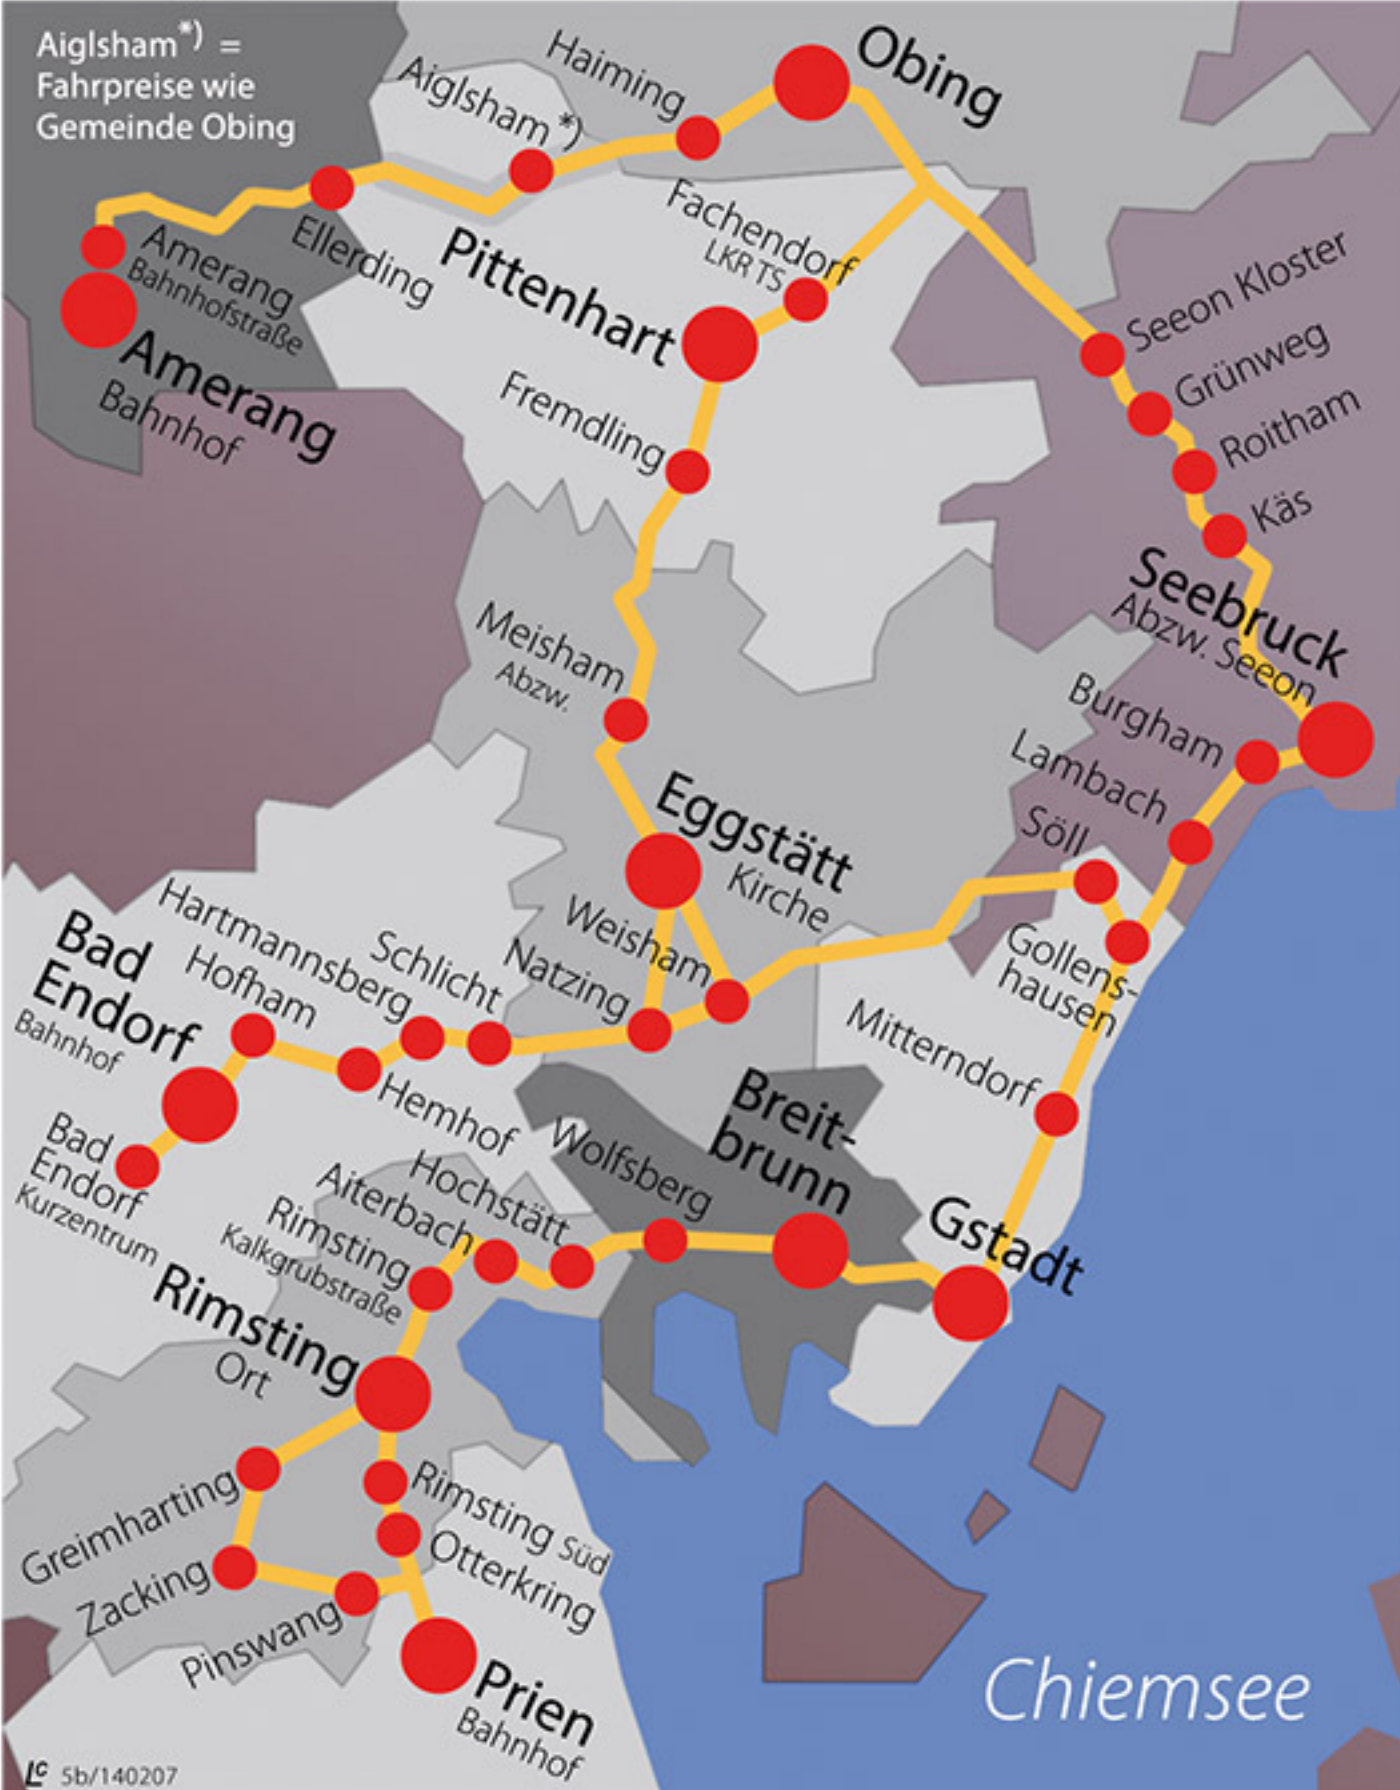 Aiglsham*) =
Fahrpreise wie
Gemeinde Obing
Obing
Haiming
Aiglsham *)
Ellerding
Amerang
Bahnhofstraße
Amerang
Bahnhof
Fachendorf
LKR TS
Pittenhart
Fremdling
Seeon Kloster
Grünweg
Roitham
Käs
Seebruck
Abzw. Seeon
Burgham
Lambach
Söll
Gollens-
hausen
Mitterndorf
Meisham
Abzw.
Eggstätt
Kirche
Weisham
Natzing
Schlicht
Hartmannsberg
Hemhof
Hofham
Bad
Endorf
Bahnhof
Bad
Endorf
Kurzentrum
Gstadt
Breit-
brunn
Wolfsberg
Hochstätt
Aiterbach
Rimsting
Kalkgrubstraße
Rimsting
Ort
Rimsting Süd
Otterkring
Greimharting
Zacking
Pinswang
Prien
Bahnhof
Chiemsee
Lc 5b/140207